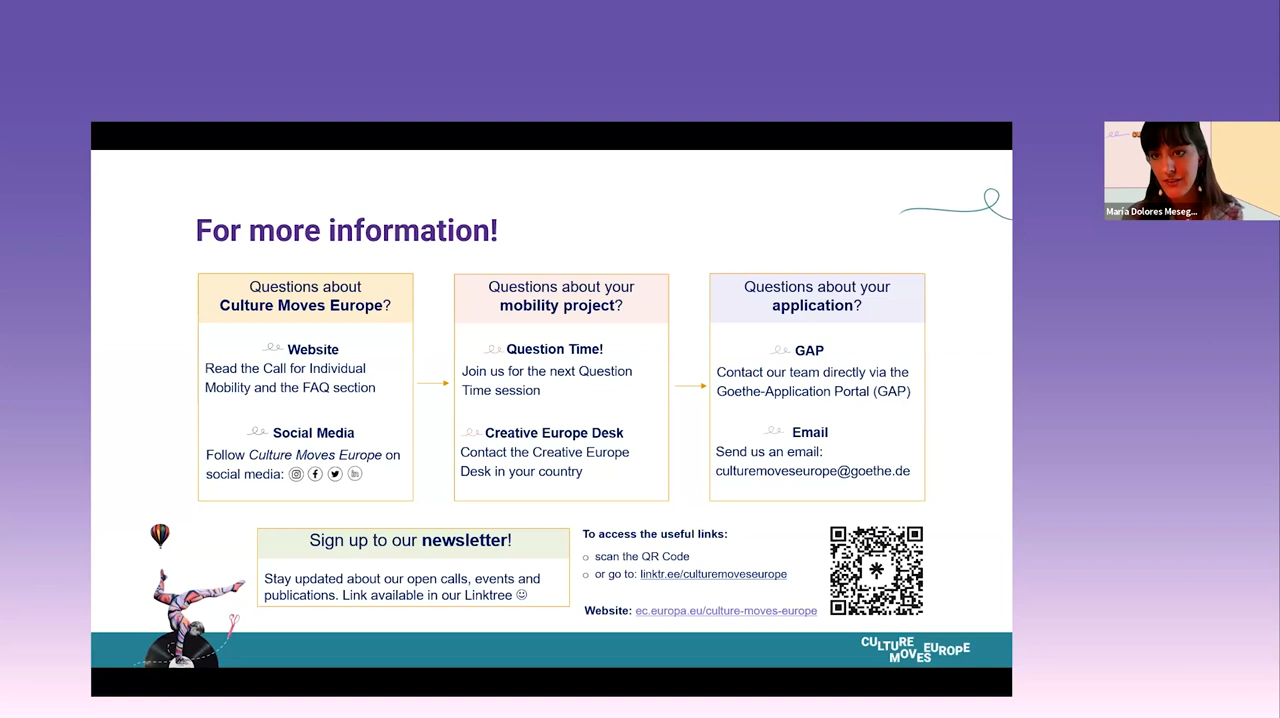 For more information!
Questions about
Culture Moves Europe?
Website
Read the Call for Individual
Mobility and the FAQ section
Social Media
Follow Culture Moves Europe on
social media:
Questions about your
mobility project?
Question Time!
Join us for the next Question
Time session
Creative Europe Desk
Contact the Creative Europe
Desk in your country
Questions about your
application?
GAP
Contact our team directly via the
Goethe-Application Portal (GAP)
Email
Send us an email:
culturemoveseurope@goethe.de
Sign up to our newsletter!
Stay updated about our open calls, events and
publications. Link available in our Linktree ☺
To access the useful links:
scan the QR Code
or go to: linktr.ee/culturemoveseurope
Website: ec.europa.eu/culture-moves-europe
CULTURE
MOVES EUROPE
María Dolores Meseg...